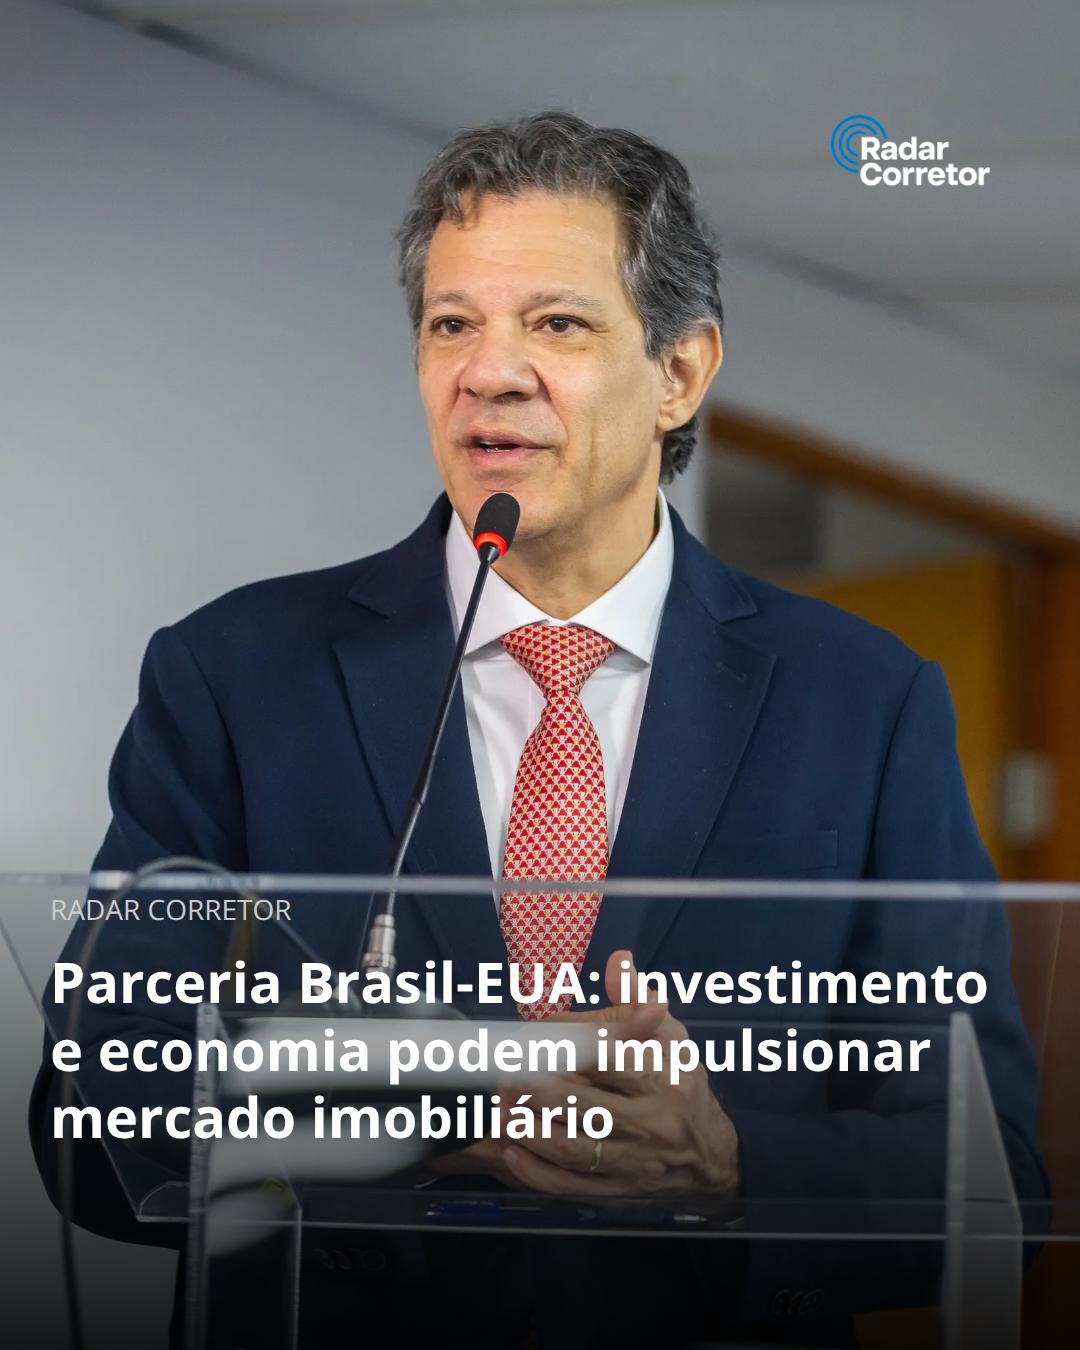 Radar
Corretor
RADAR CORRETOR
Parceria Brasil-EUA: investimento
e economia podem impulsionar
mercado imobiliário